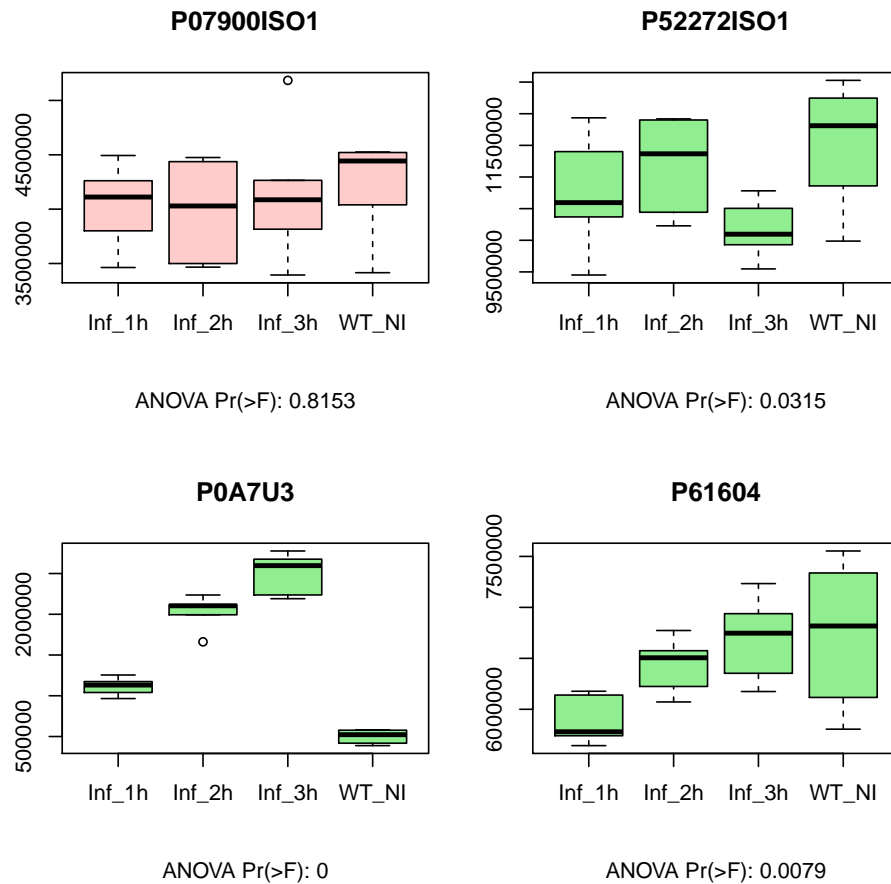 P07900ISO1
3500000
4500000
Inf_1h Inf_2h Inf_3h WT_NI
ANOVA Pr(>F): 0.8153
P52272ISO1
9500000
11500000
Inf_1h Inf_2h Inf_3h WT_NI
ANOVA Pr(>F): 0.0315
P0A7U3
500000
2000000
Inf_1h Inf_2h Inf_3h WT_NI
ANOVA Pr(>F): 0
P61604
6000000
7500000
Inf_1h Inf_2h Inf_3h WT_NI
ANOVA Pr(>F): 0.0079